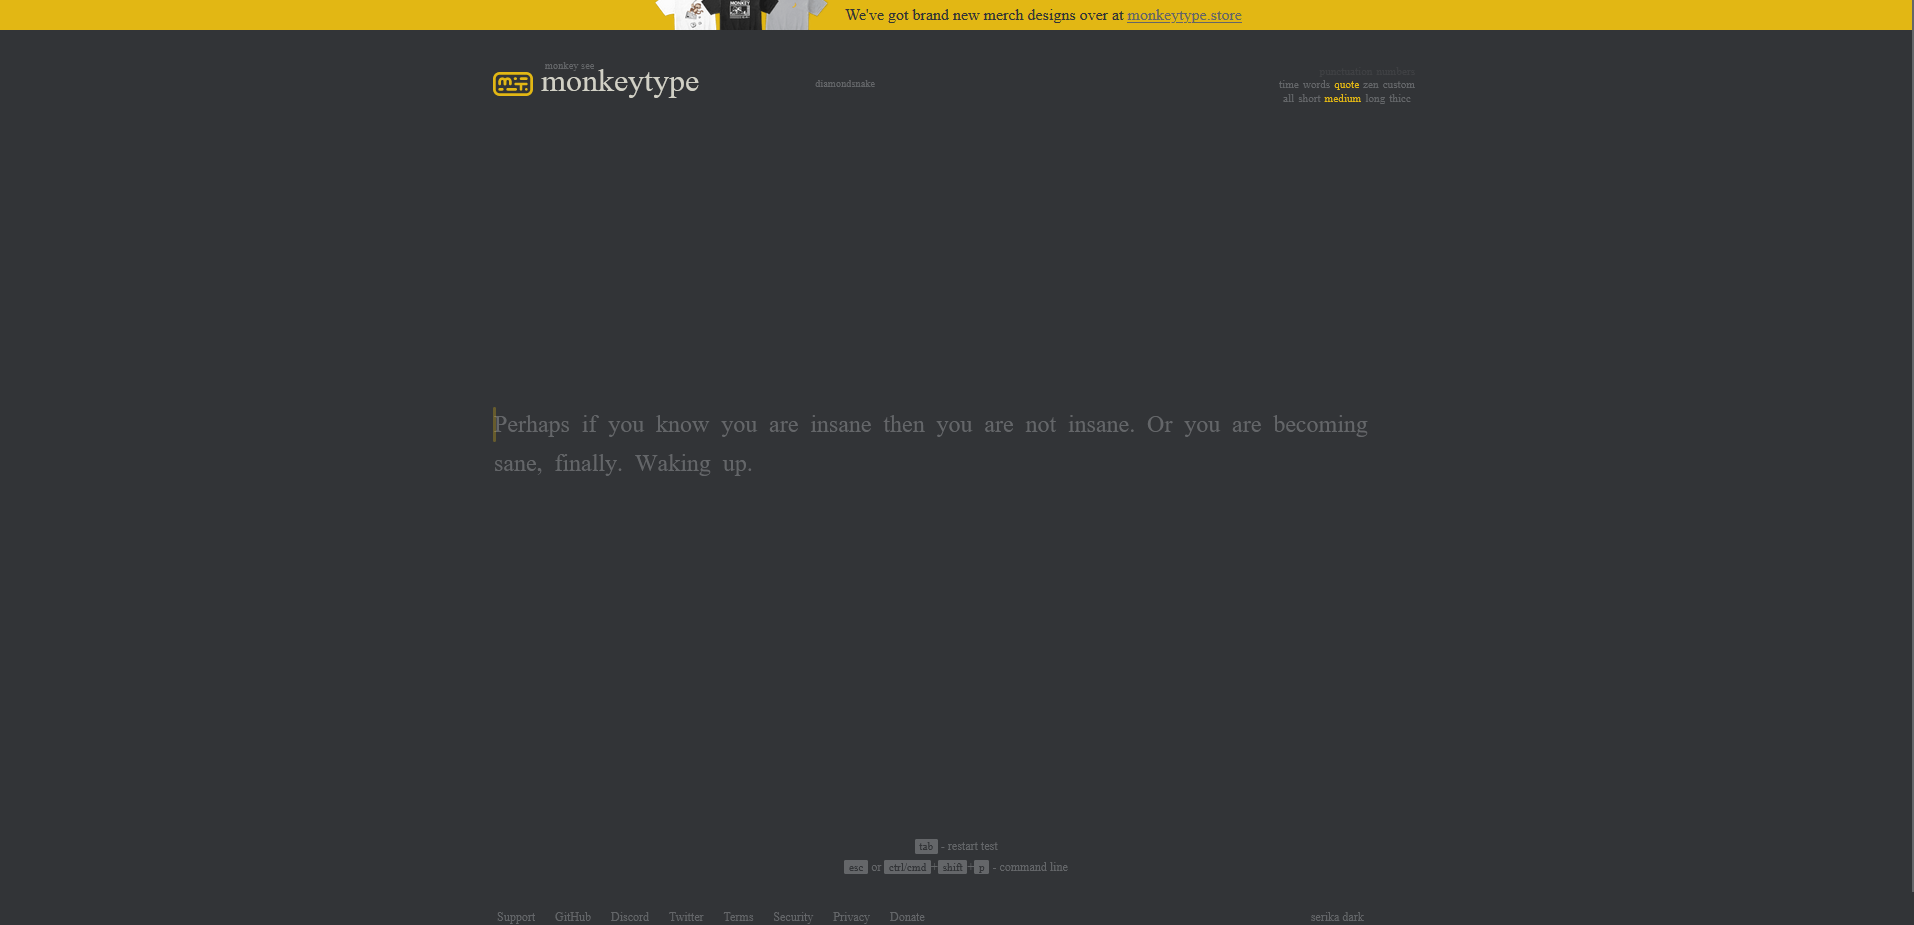 We've got brand new merch designs over at monkeytype.store
monkey see
monkeytype
diamondsnake
punctuation numbers
time words quote zen custom
all short medium long thicc
Perhaps if you know you are insane then you are not insane. Or you are becoming
sane, finally. Waking up.
tab - restart test
esc or ctrl/cmd+shift+p - command line
Support GitHub Discord Twitter Terms Security Privacy Donate
serika dark